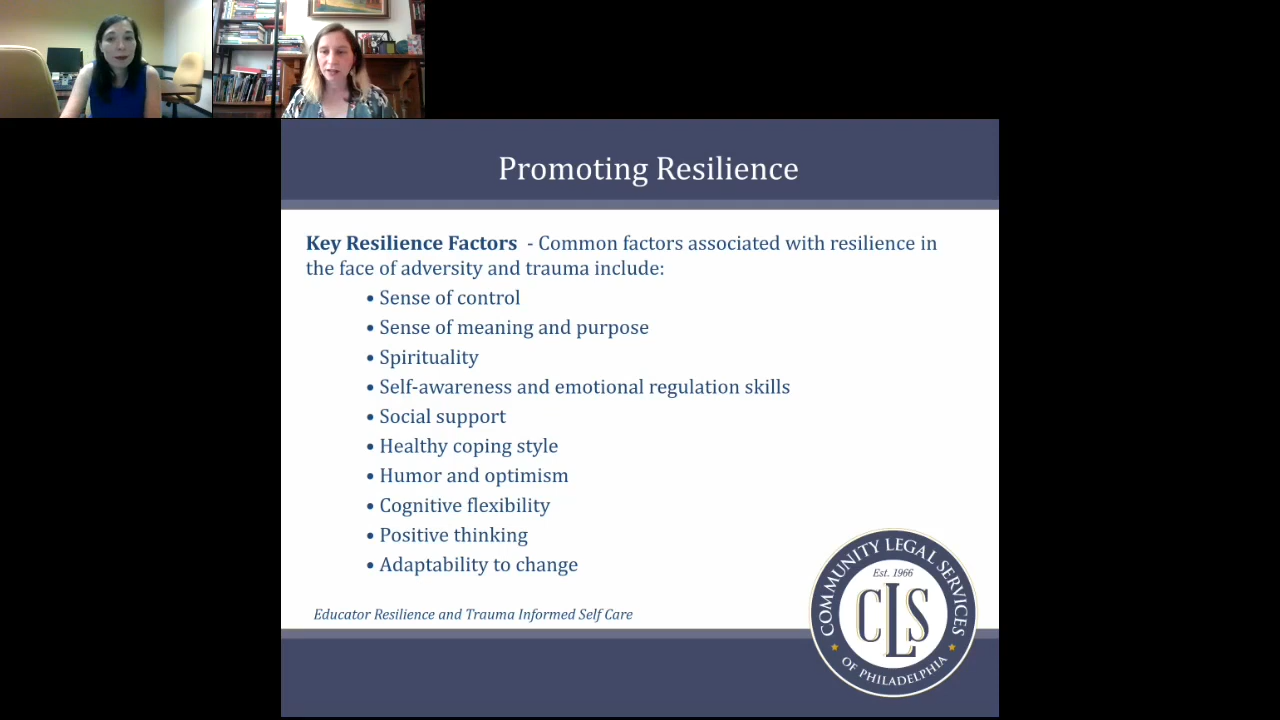 Promoting Resilience
Key Resilience Factors - Common factors associated with resilience in
the face of adversity and trauma include:
• Sense of control
• Sense of meaning and purpose
• Spirituality
• Self-awareness and emotional regulation skills
• Social support
• Healthy coping style
• Humor and optimism
• Cognitive flexibility
• Positive thinking
• Adaptability to change
Educator Resilience and Trauma Informed Self Care
COMMUNITY LEGAL SERVICES
Est. 1966
CLS
OF PHILADELPHIA